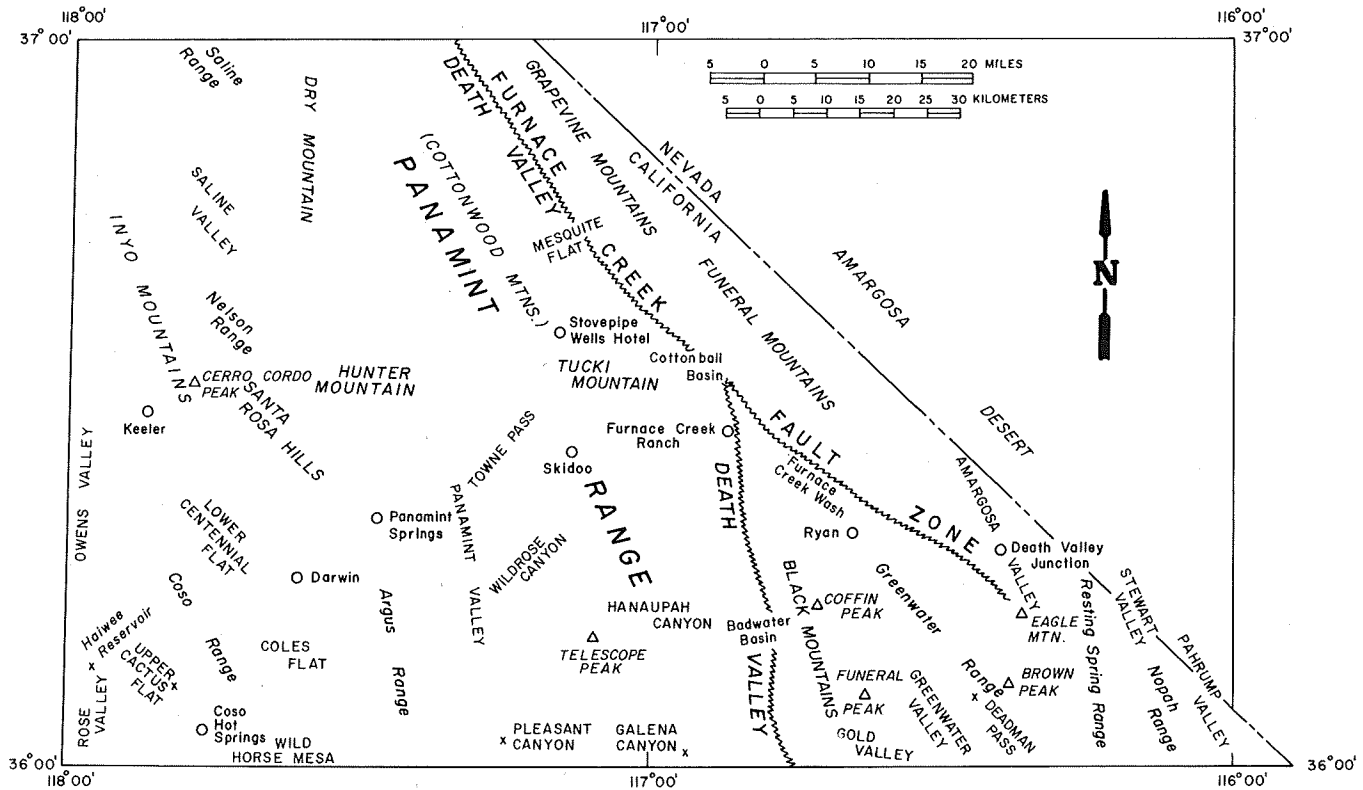 118°00'
117°00'
116°00'
37°00'
37°00'
5 0 5 10 15 20 MILES
5 0 5 10 15 20 25 30 KILOMETERS
Saline
Range
DRY MOUNTAIN
DEATH
VALLEY
FURNACE
CREEK
FAULT
ZONE
GRAPEVINE MOUNTAINS
NEVADA
CALIFORNIA
(COTTONWOOD MTNS.)
PANAMINT
RANGE
SALINE
VALLEY
INYO MOUNTAINS
MESQUITE
FLAT
FUNERAL MOUNTAINS
AMARGOSA
DESERT
N
Nelson
Range
Stovepipe
Wells Hotel
Cottonball
Basin
TUCKI
MOUNTAIN
HUNTER
MOUNTAIN
CERRO CORDO
PEAK
SANTA
ROSA HILLS
Keeler
OWENS VALLEY
TOWNE PASS
Furnace Creek
Ranch
Skidoo
DEATH
VALLEY
Furnace
Creek Wash
AMARGOSA
VALLEY
LOWER
CENTENNIAL
FLAT
Panamint
Springs
PANAMINT
VALLEY
WILDROSE
CANYON
Ryan
Death Valley
Junction
Darwin
Coso
Range
Argus
Range
HANAUPAH
CANYON
BLACK MOUNTAINS
COFFIN
PEAK
Greenwater
Range
EAGLE
MTN.
Resting Spring Range
STEWART
VALLEY
PAHRUMP
VALLEY
Nopah
Range
Haiwee
Reservoir
UPPER
CACTUS
FLAT
COLES
FLAT
TELESCOPE
PEAK
Badwater
Basin
FUNERAL
PEAK
GREENWATER
VALLEY
BROWN
PEAK
DEADMAN
PASS
ROSE
VALLEY
Coso
Hot
Springs
WILD
HORSE MESA
PLEASANT
CANYON
GALENA
CANYON
GOLD
VALLEY
36°00'
36°00'
118°00'
117°00'
116°00'